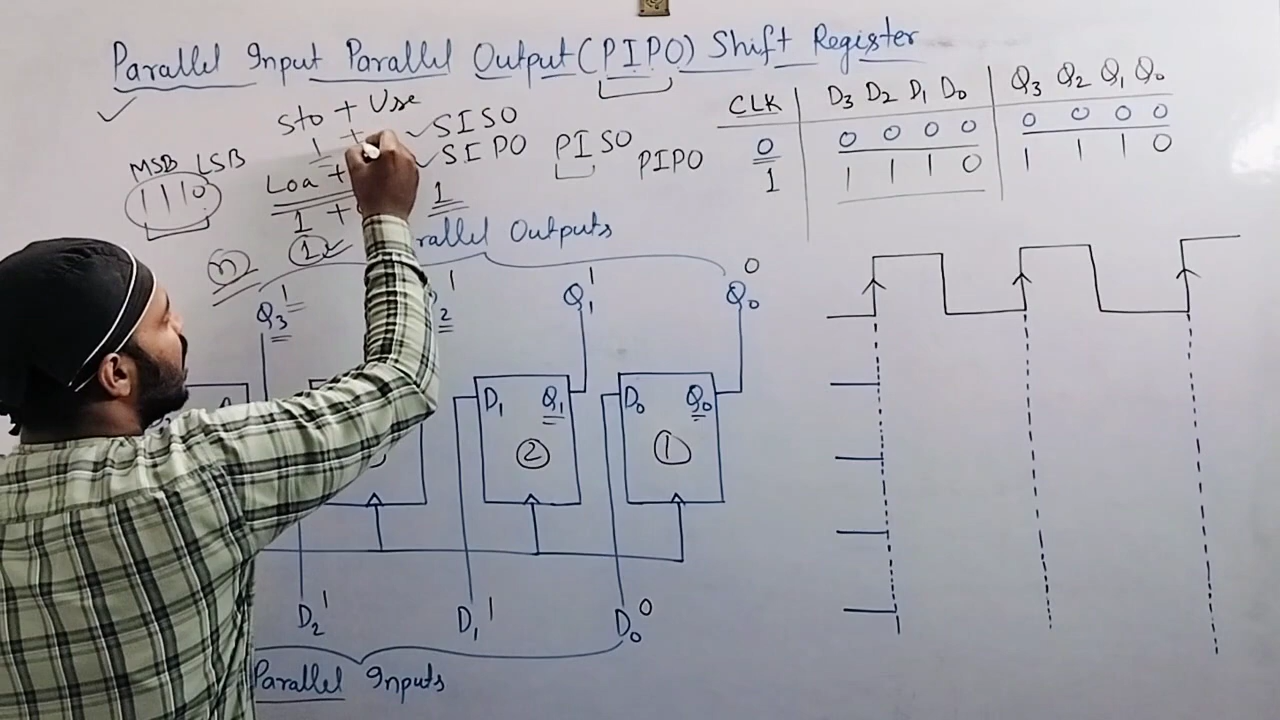 Parallel Input Parallel Output (PIPO) Shift Register
Sto + Use
1 +
SISO
SIPO PISO PIPO
MSB LSB
1110
Loa +
1 +
1
1
n
CLK D3 D2 D1 D0 Q3 Q2 Q1 Q0
0 0 0 0 0 0 0 0 0
1 1 1 1 0 1 1 1 0
Outputs
Q3 1
2 1
Q1 1
Q0 0
D1 Q1
D0 Q0
2
1
D2 1
D1 1
D0 0
Parallel Inputs